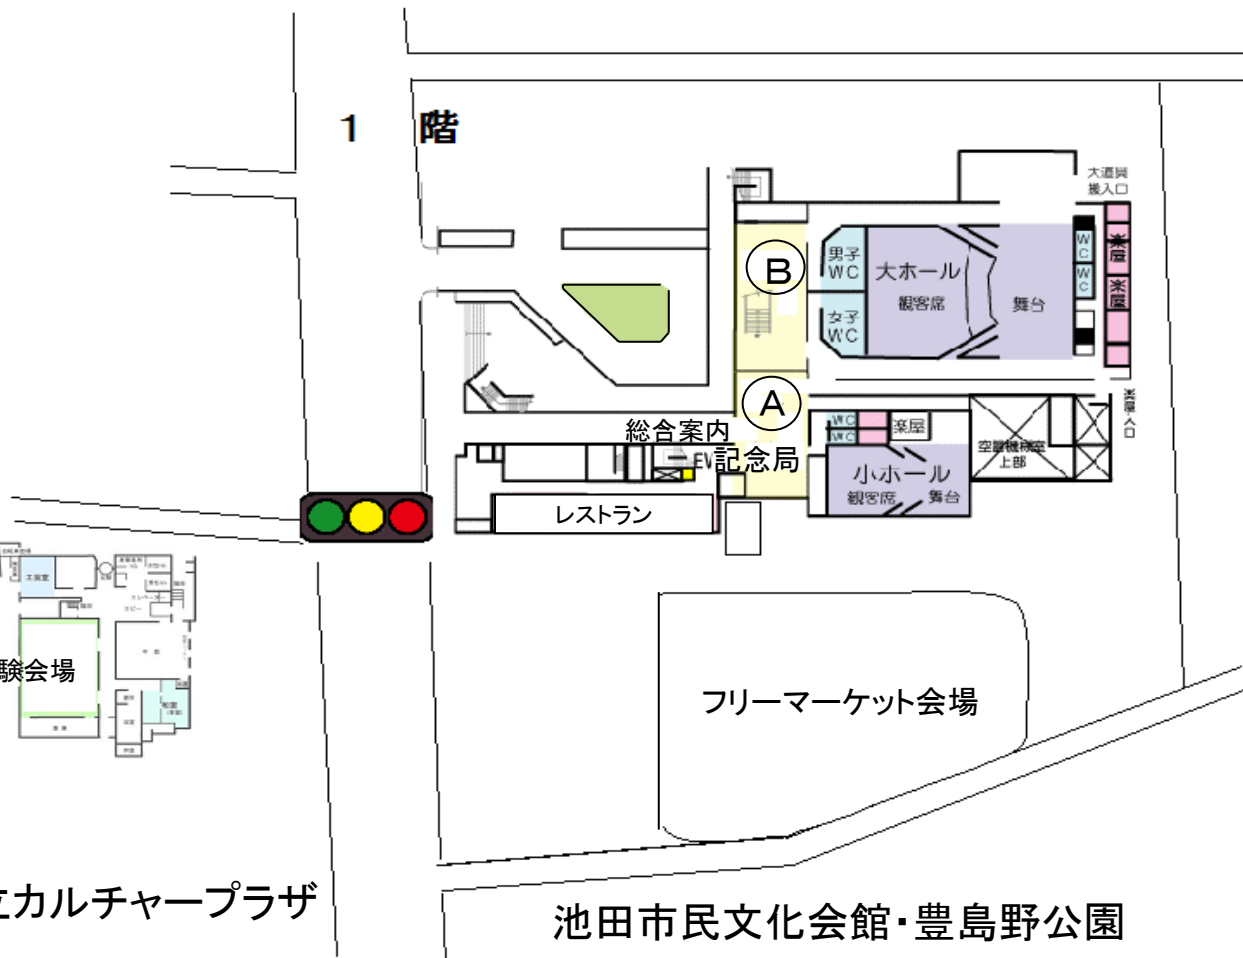 1 階
大道具
搬入口
男子
WC
大ホール
観客席
舞台
WC
WC
楽屋
楽屋
B
女子
WC
A
楽屋入口
総合案内
記念局
WC
WC
楽屋
空調機械室
上部
小ホール
観客席
舞台
レストラン
工芸室
験会場
和室
フリーマーケット会場
立カルチャープラザ
池田市民文化会館・豊島野公園